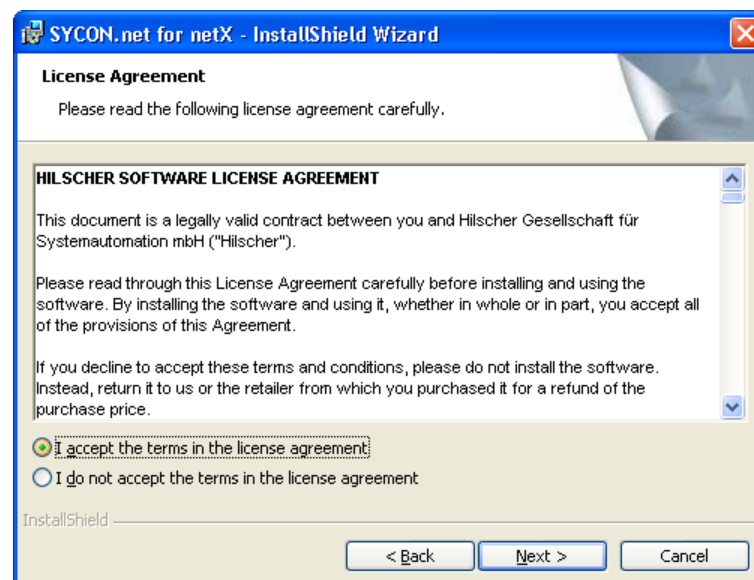 SYCON.net for netX - InstallShield Wizard
License Agreement
Please read the following license agreement carefully.
HILSCHER SOFTWARE LICENSE AGREEMENT
This document is a legally valid contract between you and Hilscher Gesellschaft für
Systemautomation mbH ("Hilscher").
Please read through this License Agreement carefully before installing and using the
software. By installing the software and using it, whether in whole or in part, you accept all
of the provisions of this Agreement.
If you decline to accept these terms and conditions, please do not install the software.
Instead, return it to us or the retailer from which you purchased it for a refund of the
purchase price.
I accept the terms in the license agreement
I do not accept the terms in the license agreement
InstallShield
< Back Next > Cancel